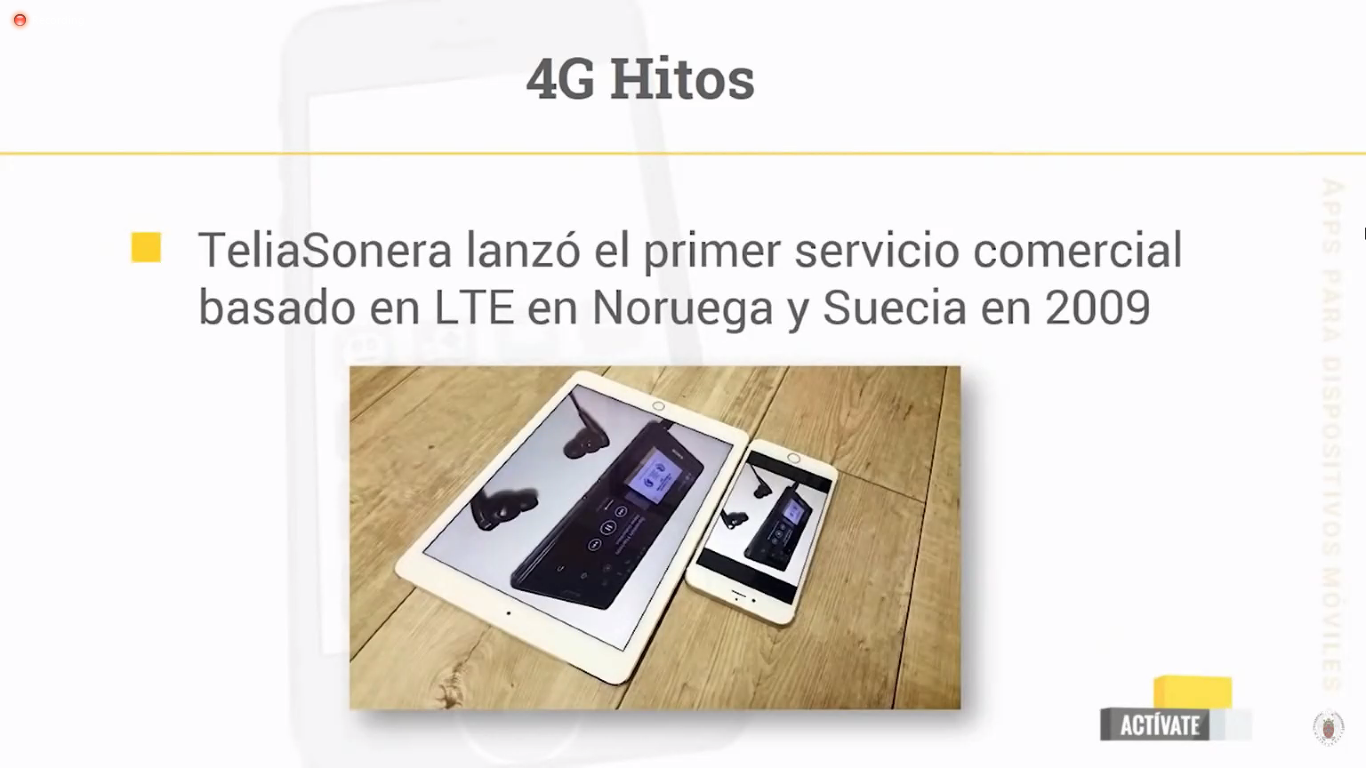 4G Hitos
TeliaSonera lanzó el primer servicio comercial
basado en LTE en Noruega y Suecia en 2009
APPS PARA DISPOSITIVOS MÓVILES
ACTÍVATE